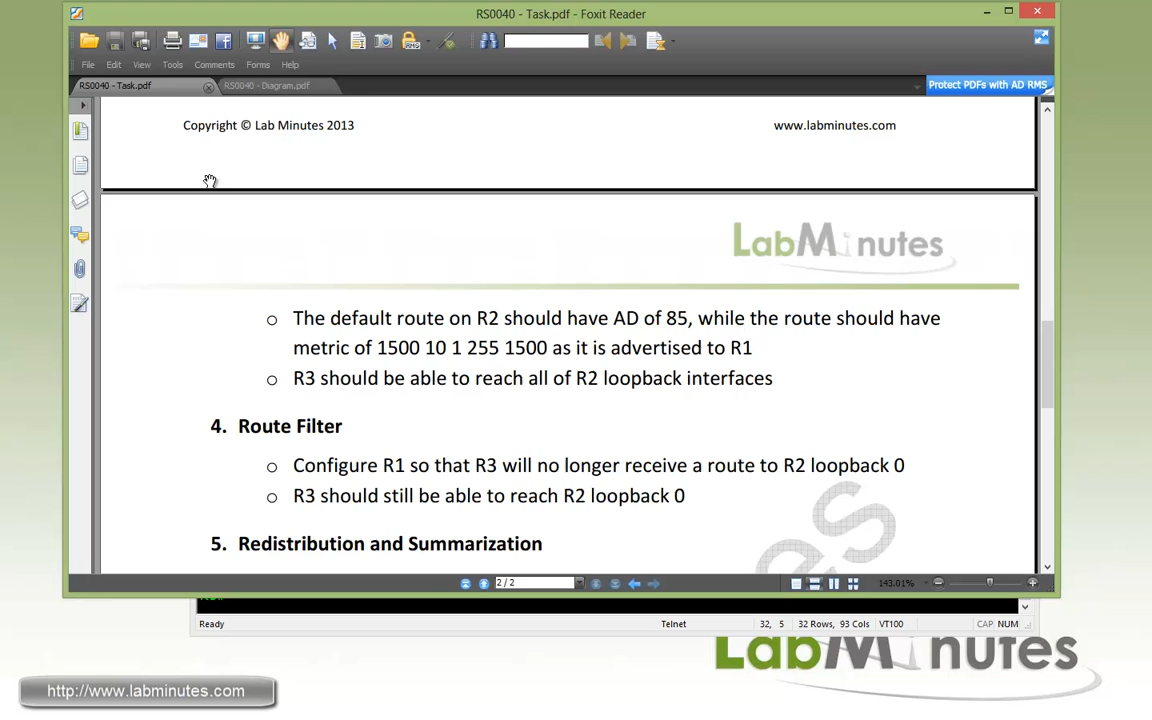 RS0040 - Task.pdf - Foxit Reader
File Edit View Tools Comments Forms Help
RS0040 - Task.pdf RS0040 - Diagram.pdf Protect PDFs with AD RMS
Copyright © Lab Minutes 2013 www.labminutes.com
LabMinutes
o The default route on R2 should have AD of 85, while the route should have
metric of 1500 10 1 255 1500 as it is advertised to R1
o R3 should be able to reach all of R2 loopback interfaces
4. Route Filter
o Configure R1 so that R3 will no longer receive a route to R2 loopback 0
o R3 should still be able to reach R2 loopback 0
5. Redistribution and Summarization
2 / 2 143.01%
Ready Telnet 32, 5 32 Rows, 93 Cols VT100 CAP NUM
LabMinutes
http://www.labminutes.com